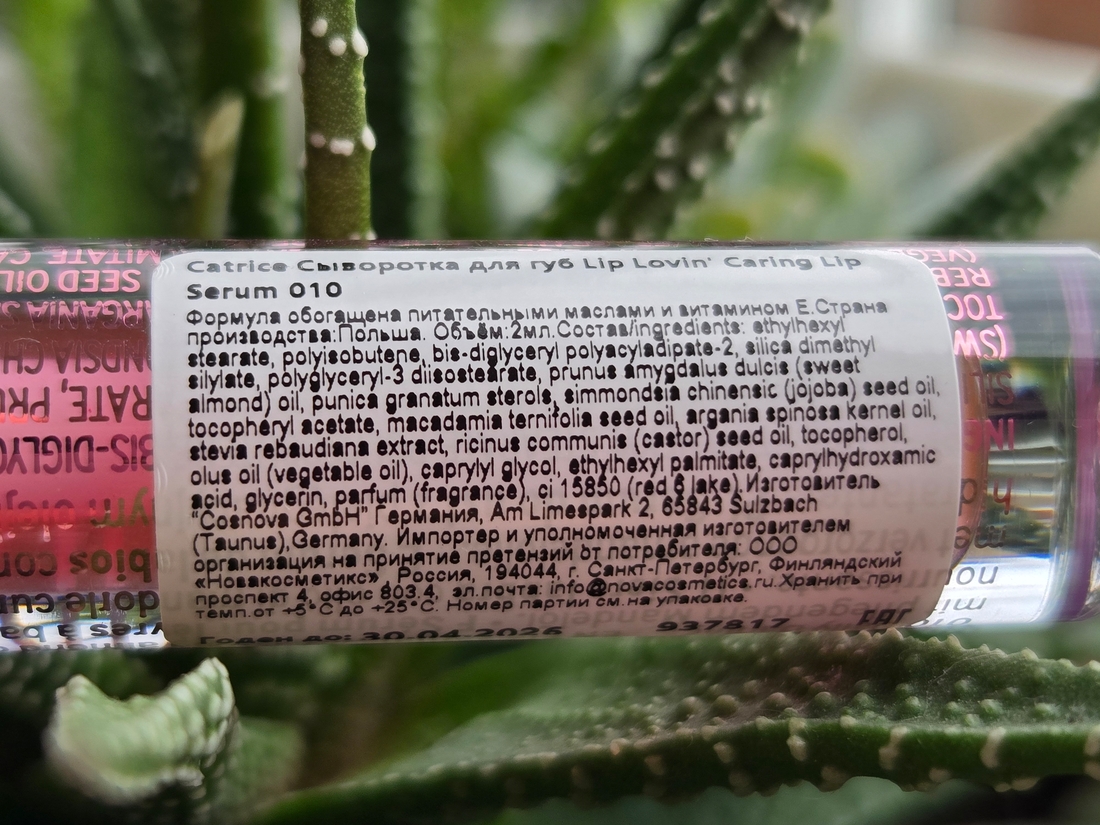 Catrice Сыворотка для губ Lip Lovin' Caring Lip
Serum 010
Формула обогащена питательными маслами и витамином Е.Страна
производства:Польша. Объём:2мл.Состав/ingredients: ethylhexyl
stearate, polyisobutene, bis-diglyceryl polyacyladipate-2, silica dimethyl
silylate, polyglyceryl-3 diisostearate, prunus amygdalus dulcis (sweet
almond) oil, punica granatum sterols, simmondsia chinensic (jojoba) seed oil,
tocopheryl acetate, macadamia ternifolia seed oil, argania spinosa kernel oil,
stevia rebaudiana extract, ricinus communis (castor) seed oil, tocopherol,
olus oil (vegetable oil), caprylyl glycol, ethylhexyl palmitate, caprylhydroxamic
acid, glycerin, parfum (fragrance), ci 15850 (red 6 lake).Изготовитель
"Cosnova GmbH" Германия, Am Limespark 2, 65843 Sulzbach
(Taunus),Germany. Импортер и уполномоченная изготовителем
организация на принятие претензий от потребителя: ООО
«Новакосметикс» , Россия, 194044, г. Санкт-Петербург, Финляндский
проспект 4, офис 803,4, эл.почта: info@novacosmetics.ru.Хранить при
темп.от +5°С до +25°С. Номер партии см.на упаковке.
Годен до: 30.04.2026 937817 EAC